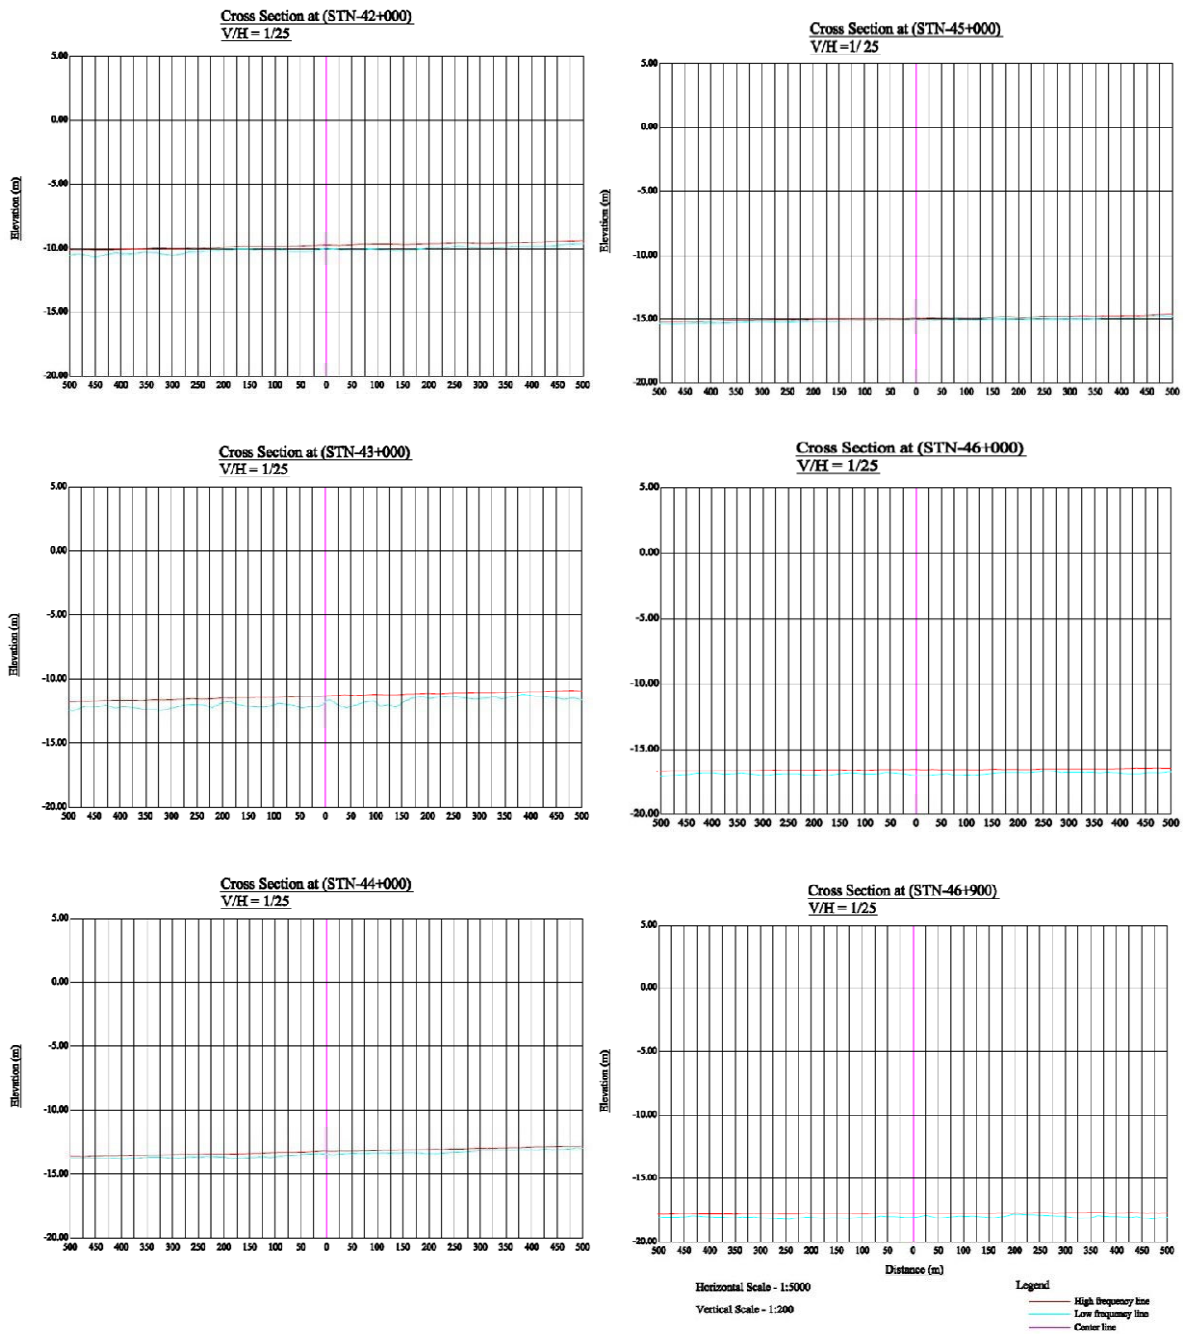 Cross Section at (STN-42+000)
V/H = 1/25
5.00
0.00
-5.00
-10.00
-15.00
-20.00
Elevation (m)
500 450 400 350 300 250 200 150 100 50 0 50 100 150 200 250 300 350 400 450 500
Cross Section at (STN-43+000)
V/H = 1/25
5.00
0.00
-5.00
-10.00
-15.00
-20.00
Elevation (m)
500 450 400 350 300 250 200 150 100 50 0 50 100 150 200 250 300 350 400 450 500
Cross Section at (STN-44+000)
V/H = 1/25
5.00
0.00
-5.00
-10.00
-15.00
-20.00
Elevation (m)
500 450 400 350 300 250 200 150 100 50 0 50 100 150 200 250 300 350 400 450 500
Cross Section at (STN-45+000)
V/H =1/ 25
5.00
0.00
-5.00
-10.00
-15.00
-20.00
Elevation (m)
500 450 400 350 300 250 200 150 100 50 0 50 100 150 200 250 300 350 400 450 500
Cross Section at (STN-46+000)
V/H = 1/25
5.00
0.00
-5.00
-10.00
-15.00
-20.00
500 450 400 350 300 250 200 150 100 50 0 50 100 150 200 250 300 350 400 450 500
Cross Section at (STN-46+900)
V/H = 1/25
5.00
0.00
-5.00
-10.00
-15.00
-20.00
Elevation (m)
500 450 400 350 300 250 200 150 100 50 0 50 100 150 200 250 300 350 400 450 500
Distance (m)
Horizontal Scale - 1:5000
Vertical Scale - 1:200
Legend
High frequency line
Low frequency line
Center line